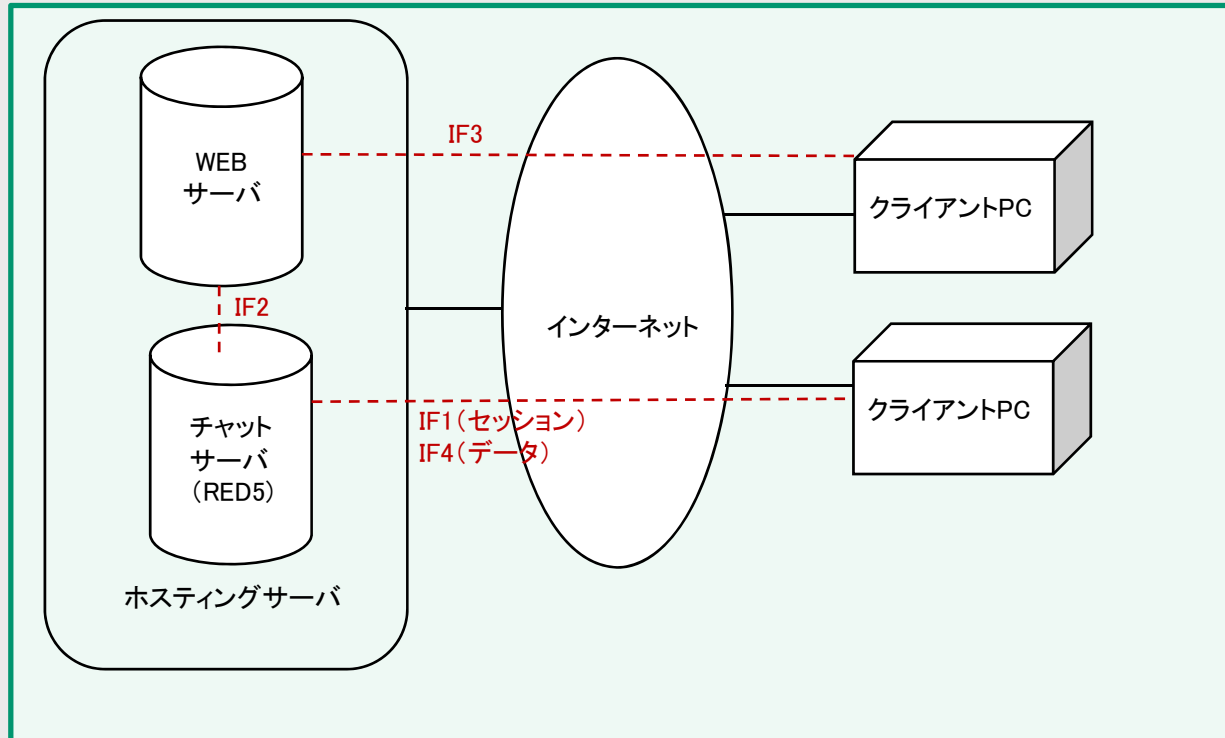 WEB
サーバ
IF3
クライアントPC
IF2
インターネット
チャット
サーバ
（RED5）
IF1（セッション）
IF4（データ）
クライアントPC
ホスティングサーバ